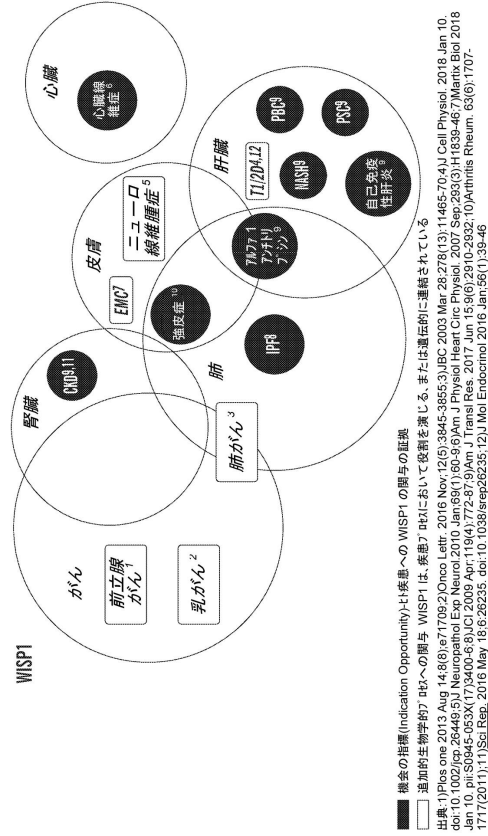 WISP1
がん
前立腺
がん1
乳がん2
腎臓
CKD9,11
肺がん3
皮膚
EMC7
ニューロ
線維腫症5
強皮症10
肺
IPF8
アルファ1
アンチトリ
プシン9
心臓
心臓線
維症6
肝臓
T1/2D4,12
NASH9
PBC9
PSC9
自己免疫
性肝炎9
機会の指標(Indication Opportunity)-ヒト疾患への WISP1 の関与の証拠
追加的生物学的プロセスへの関与 WISP1 は、疾患プロセスにおいて役割を演じる、または遺伝的に連結されている
出典:1)Plos one 2013 Aug 14;8(8);e71709;2)Onco Lettr. 2016 Nov;12(5):3845-3855;3)JBC 2003 Mar 28;278(13):11465-70;4)J Cell Physiol. 2018 Jan 10.
doi:10.1002/jcp.26449;5)J Neuropathol Exp Neurol.2010 Jan;69(1):60-9;6)Am J Physiol Heart Circ Physiol. 2007 Sep;293(3):H1839-46;7)Martix Biol 2018
Jan 10. pii:S0945-053X(17)3400-6;8)JCI 2009 Apr;119(4):772-87;9)Am J Transl Res. 2017 Jun 15;9(6):2910-2932;10)Arthritis Rheum. 63(6):1707-
1717(2011);11)Sci Rep. 2016 May 18;6:26235. doi:10.1038/srep26235;12)J Mol Endocrinol 2016 Jan;56(1):39-46